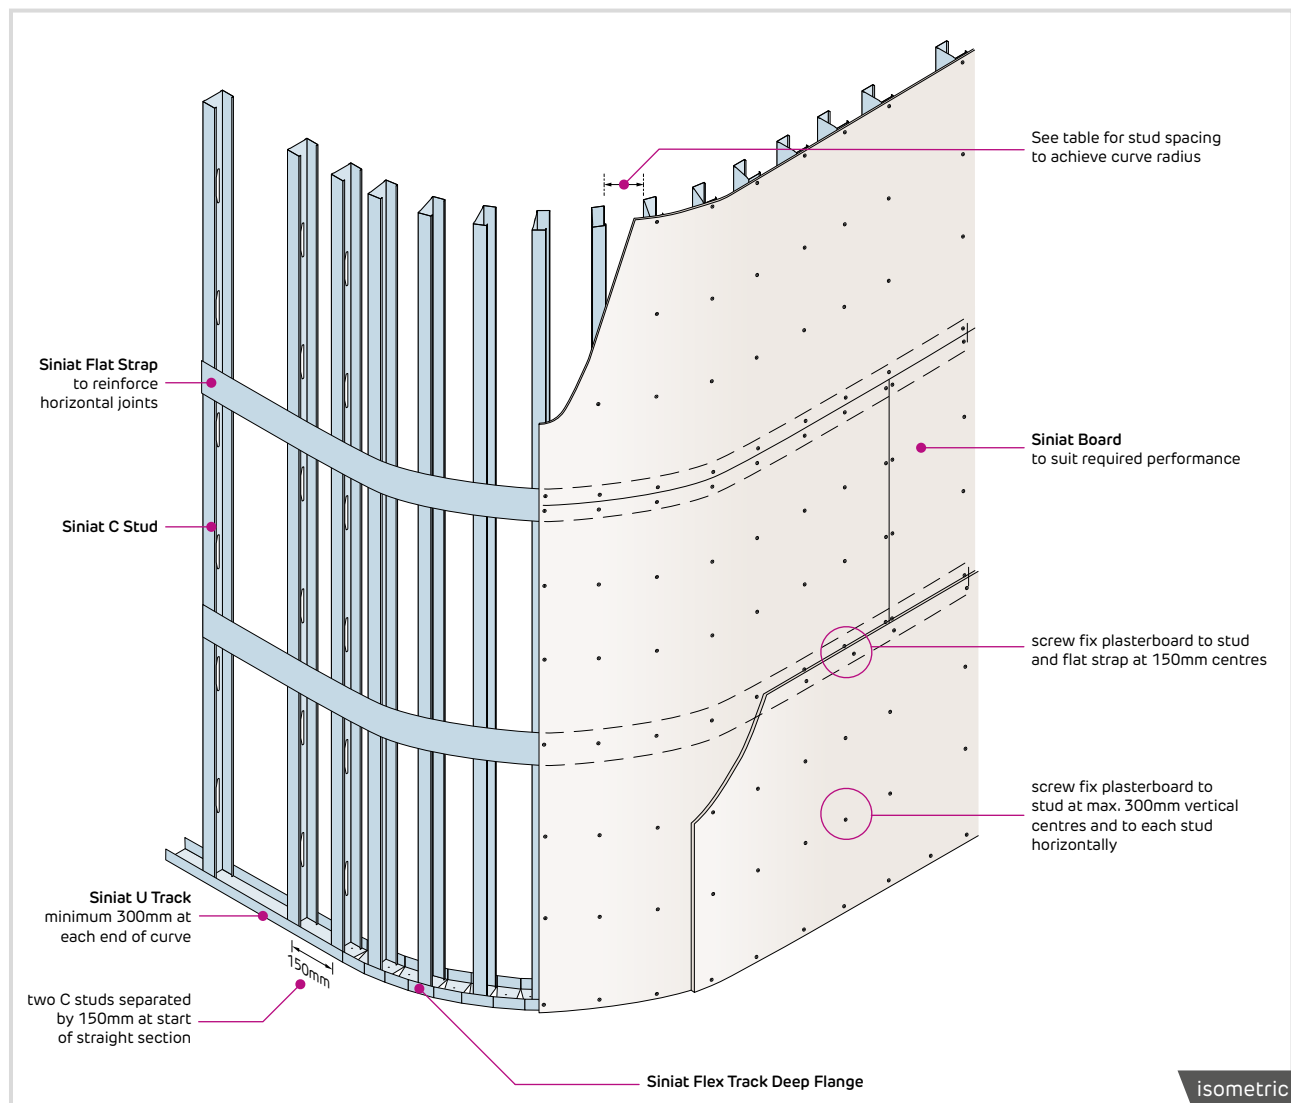 See table for stud spacing
to achieve curve radius
Siniat Flat Strap
to reinforce
horizontal joints
Siniat Board
to suit required performance
Siniat C Stud
screw fix plasterboard to stud
and flat strap at 150mm centres
screw fix plasterboard to
stud at max. 300mm vertical
centres and to each stud
horizontally
Siniat U Track
minimum 300mm at
each end of curve
150mm
two C studs separated
by 150mm at start
of straight section
Siniat Flex Track Deep Flange
isometric